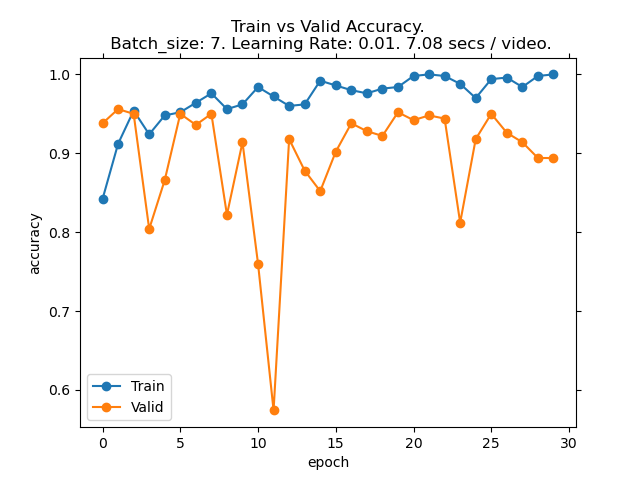 Train vs Valid Accuracy.
Batch_size: 7. Learning Rate: 0.01. 7.08 secs / video.
1.0
0.9
0.8
0.7
0.6
accuracy
Train
Valid
0 5 10 15 20 25 30
epoch